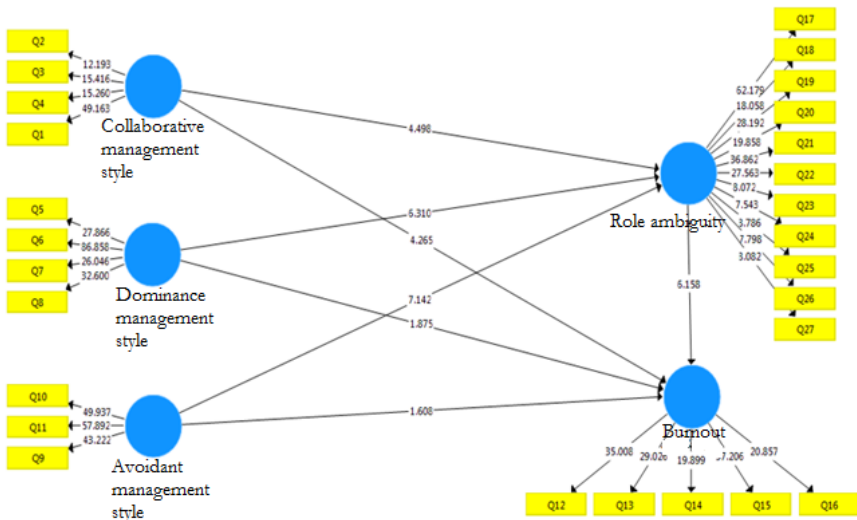 Q2
Q3
Q4
Q1
12.193
15.416
15.260
49.163
Collaborative
management
style
Q5
Q6
Q7
Q8
27.866
86.858
26.046
32.600
Dominance
management
style
Q10
Q11
Q9
49.937
57.892
43.222
Avoidant
management
style
4.498
6.310
4.265
7.142
1.875
1.608
6.158
Role ambiguity
62.179
18.058
28.192
19.858
36.862
27.563
8.072
7.543
3.786
7.798
Q17
Q18
Q19
Q20
Q21
Q22
Q23
Q24
Q25
Q26
Q27
Burnout
35.008
19.899
20.857
Q12
Q13
Q14
Q15
Q16